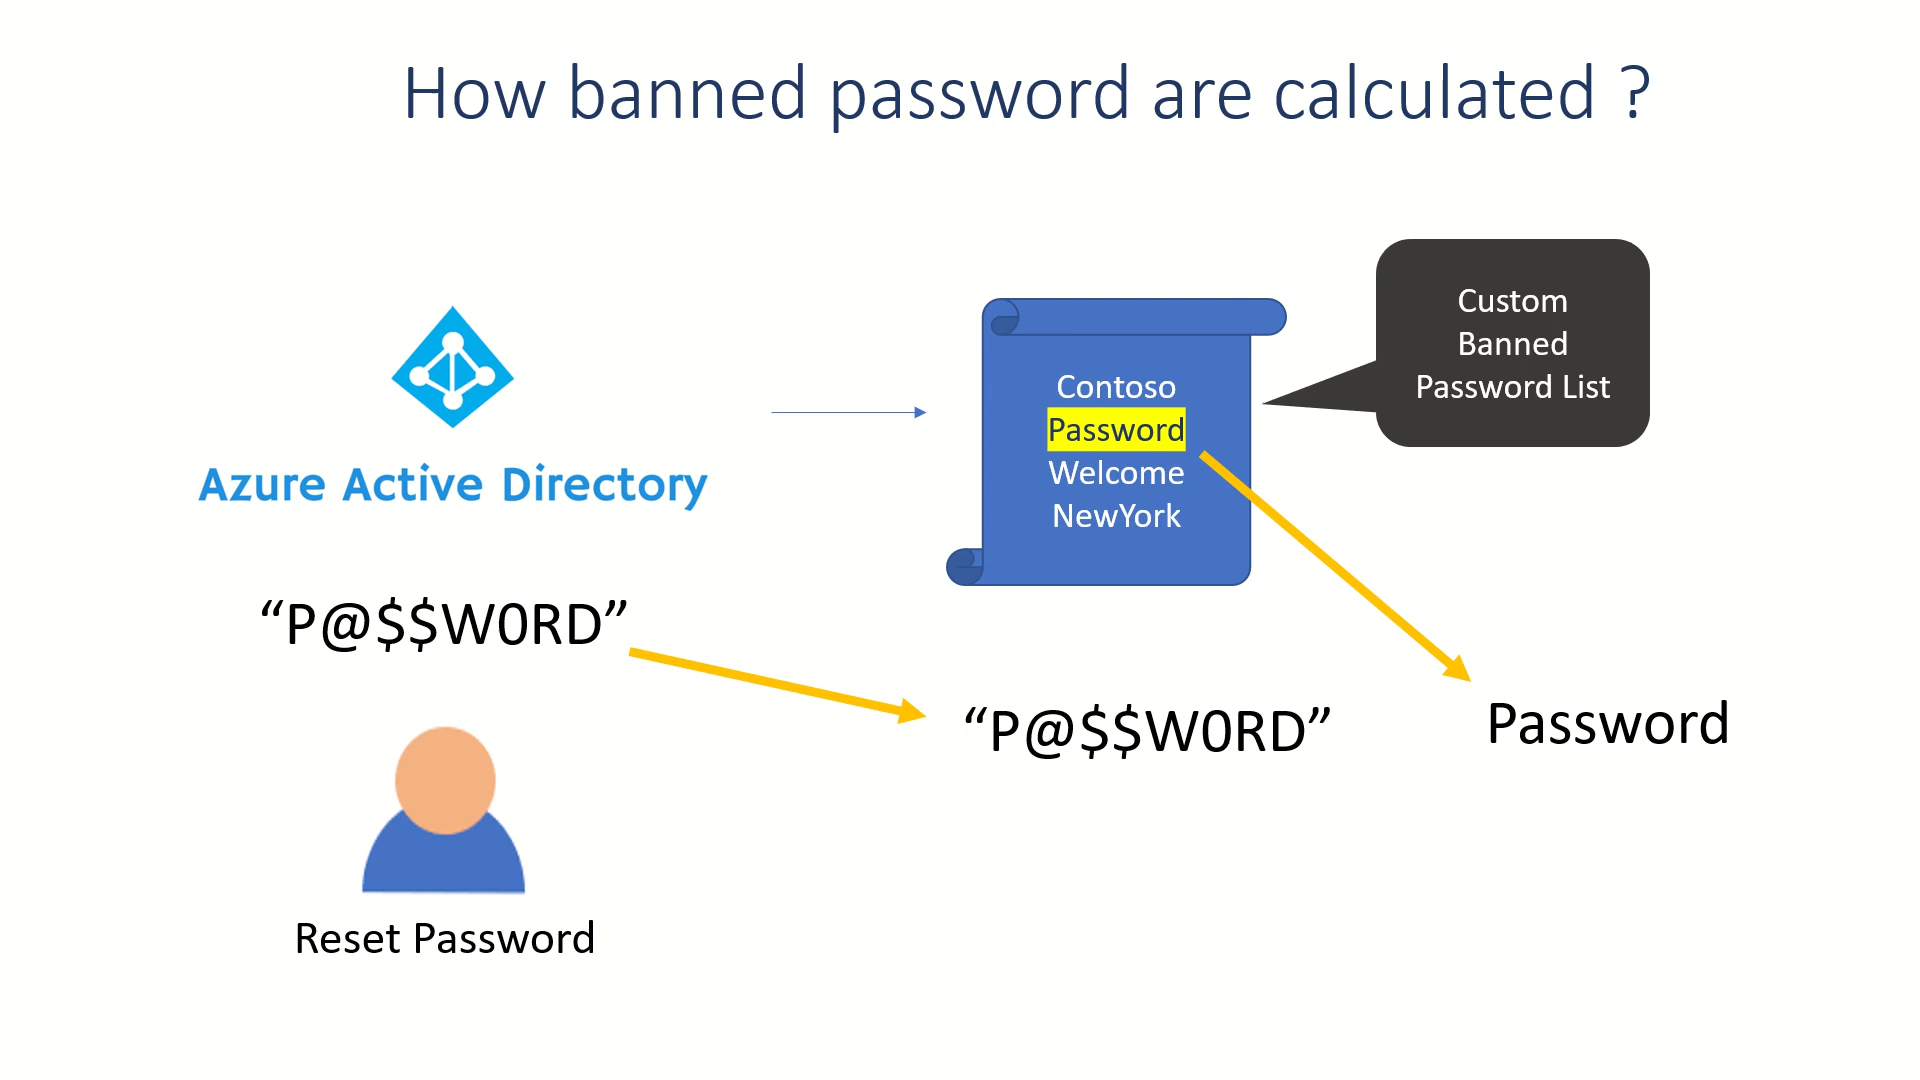 How banned password are calculated ?
Custom
Banned
Password List
Contoso
Password
Welcome
NewYork
Azure Active Directory
“P@$$W0RD”
“P@$$W0RD”
Password
Reset Password